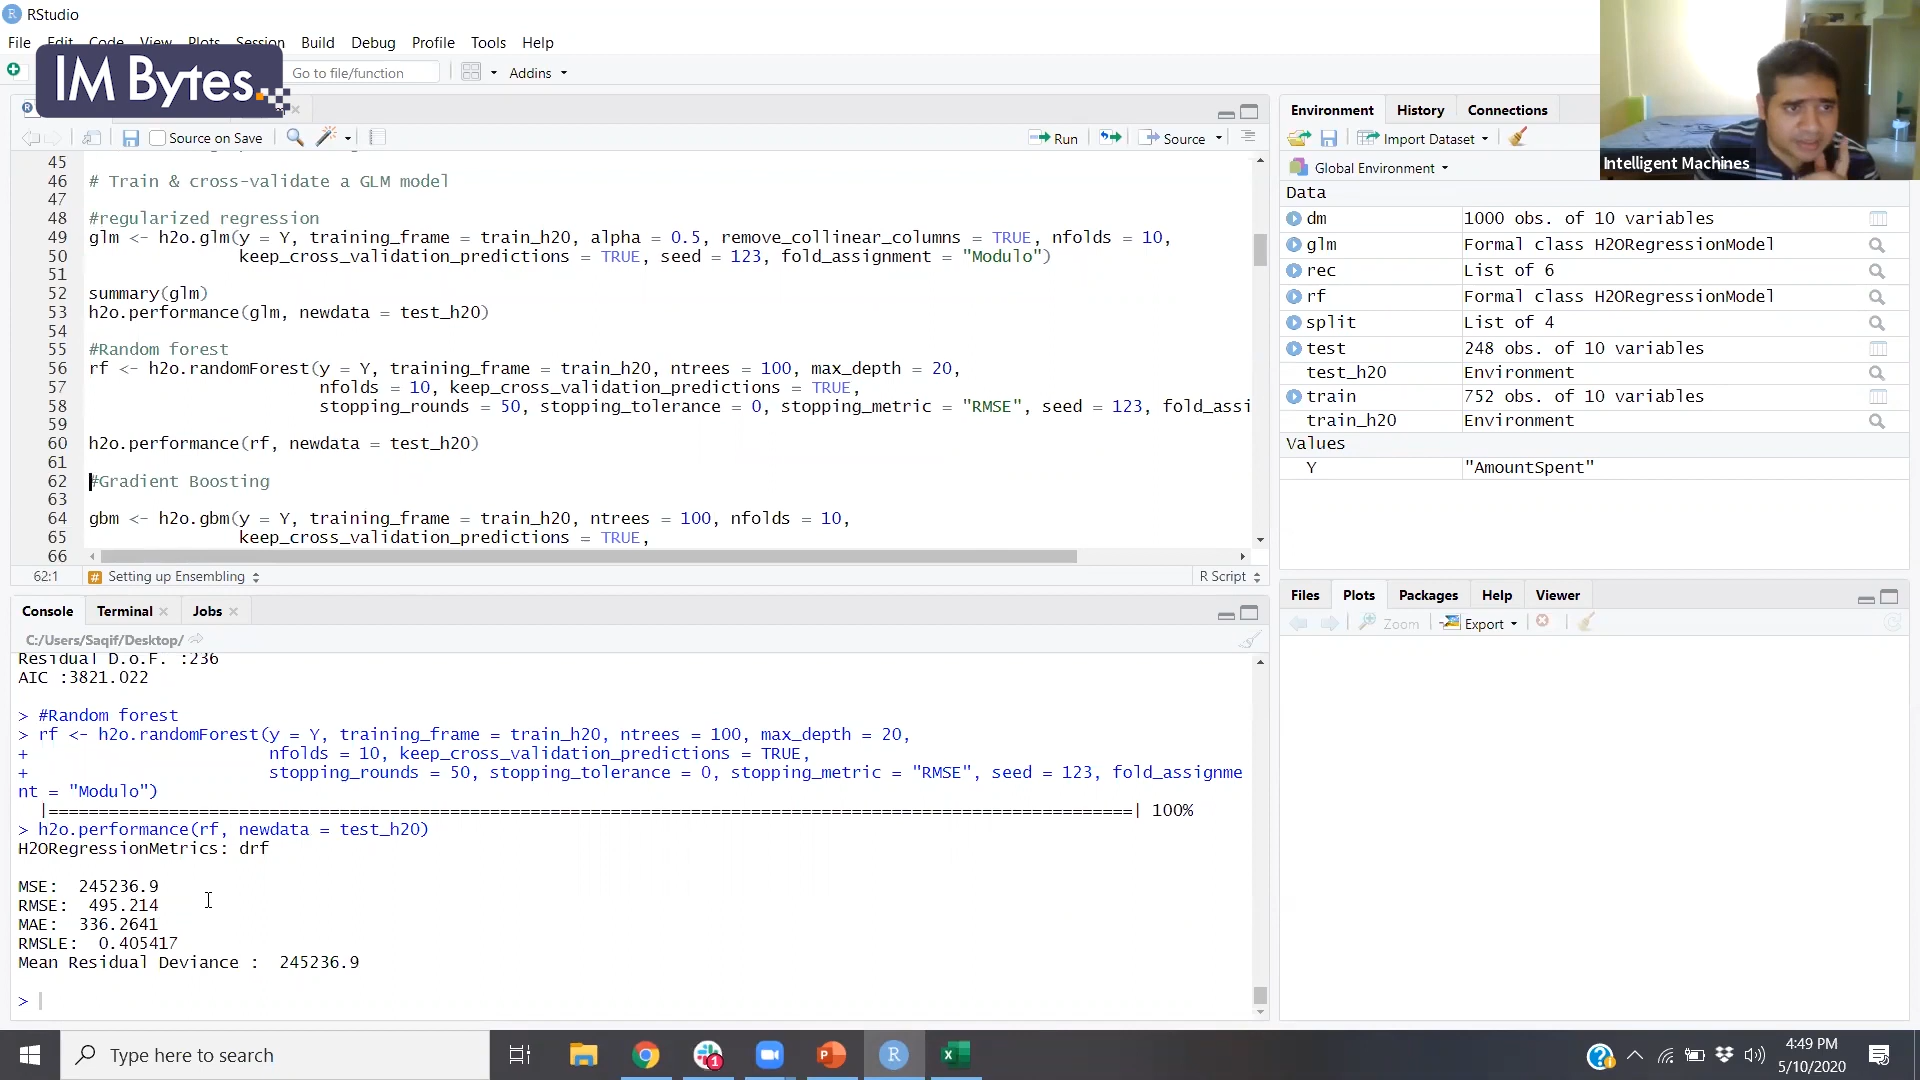 RStudio
File Edit Code View Plots Session Build Debug Profile Tools Help
IM Bytes.
Go to file/function
Addins
Source on Save
Run
Source
45
46 # Train & cross-validate a GLM model
47
48 #regularized regression
49 glm <- h2o.glm(y = Y, training_frame = train_h2O, alpha = 0.5, remove_collinear_columns = TRUE, nfolds = 10,
50 keep_cross_validation_predictions = TRUE, seed = 123, fold_assignment = "Modulo")
51
52 summary(glm)
53 h2o.performance(glm, newdata = test_h2O)
54
55 #Random forest
56 rf <- h2o.randomForest(y = Y, training_frame = train_h2O, ntrees = 100, max_depth = 20,
57 nfolds = 10, keep_cross_validation_predictions = TRUE,
58 stopping_rounds = 50, stopping_tolerance = 0, stopping_metric = "RMSE", seed = 123, fold_assi
59
60 h2o.performance(rf, newdata = test_h2O)
61
62 #Gradient Boosting
63
64 gbm <- h2o.gbm(y = Y, training_frame = train_h2O, ntrees = 100, nfolds = 10,
65 keep_cross_validation_predictions = TRUE,
66
62:1 # Setting up Ensembling R Script
Console Terminal Jobs
C:/Users/Saqif/Desktop/
Residual D.o.F. :236
AIC :3821.022
> #Random forest
> rf <- h2o.randomForest(y = Y, training_frame = train_h2O, ntrees = 100, max_depth = 20,
+ nfolds = 10, keep_cross_validation_predictions = TRUE,
+ stopping_rounds = 50, stopping_tolerance = 0, stopping_metric = "RMSE", seed = 123, fold_assignme
nt = "Modulo")
|======================================================================| 100%
> h2o.performance(rf, newdata = test_h2O)
H2ORegressionMetrics: drf
MSE: 245236.9
RMSE: 495.214
MAE: 336.2641
RMSLE: 0.405417
Mean Residual Deviance : 245236.9
>
Environment History Connections
Import Dataset
Global Environment
Data
dm 1000 obs. of 10 variables
glm Formal class H2ORegressionModel
rec List of 6
rf Formal class H2ORegressionModel
split List of 4
test 248 obs. of 10 variables
test_h2O Environment
train 752 obs. of 10 variables
train_h2O Environment
Values
Y "AmountSpent"
Files Plots Packages Help Viewer
Zoom Export
Intelligent Machines
Type here to search
4:49 PM
5/10/2020